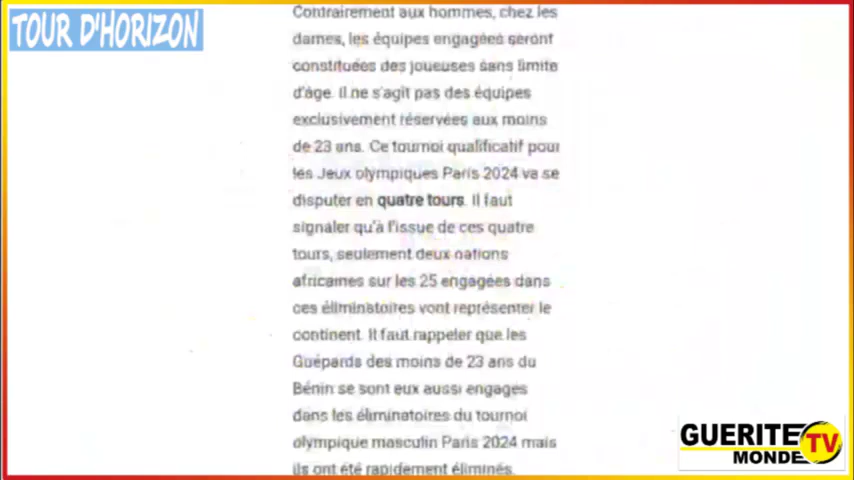 TOUR D'HORIZON
Contrairement aux hommes, chez les
dames, les équipes engagées seront
constituées des joueuses sans limite
d'âge. Il ne s'agit pas des équipes
exclusivement réservées aux moins
de 23 ans. Ce tournoi qualificatif pour
les Jeux olympiques Paris 2024 va se
disputer en quatre tours. Il faut
signaler qu'à l'issue de ces quatre
tours, seulement deux nations
africaines sur les 25 engagées dans
ces éliminatoires vont représenter le
continent. Il faut rappeler que les
Guépards des moins de 23 ans du
Bénin se sont eux aussi engagés
dans les éliminatoires du tournoi
olympique masculin Paris 2024 mais
ils ont été rapidement éliminés.
GUERITE TV
MONDE